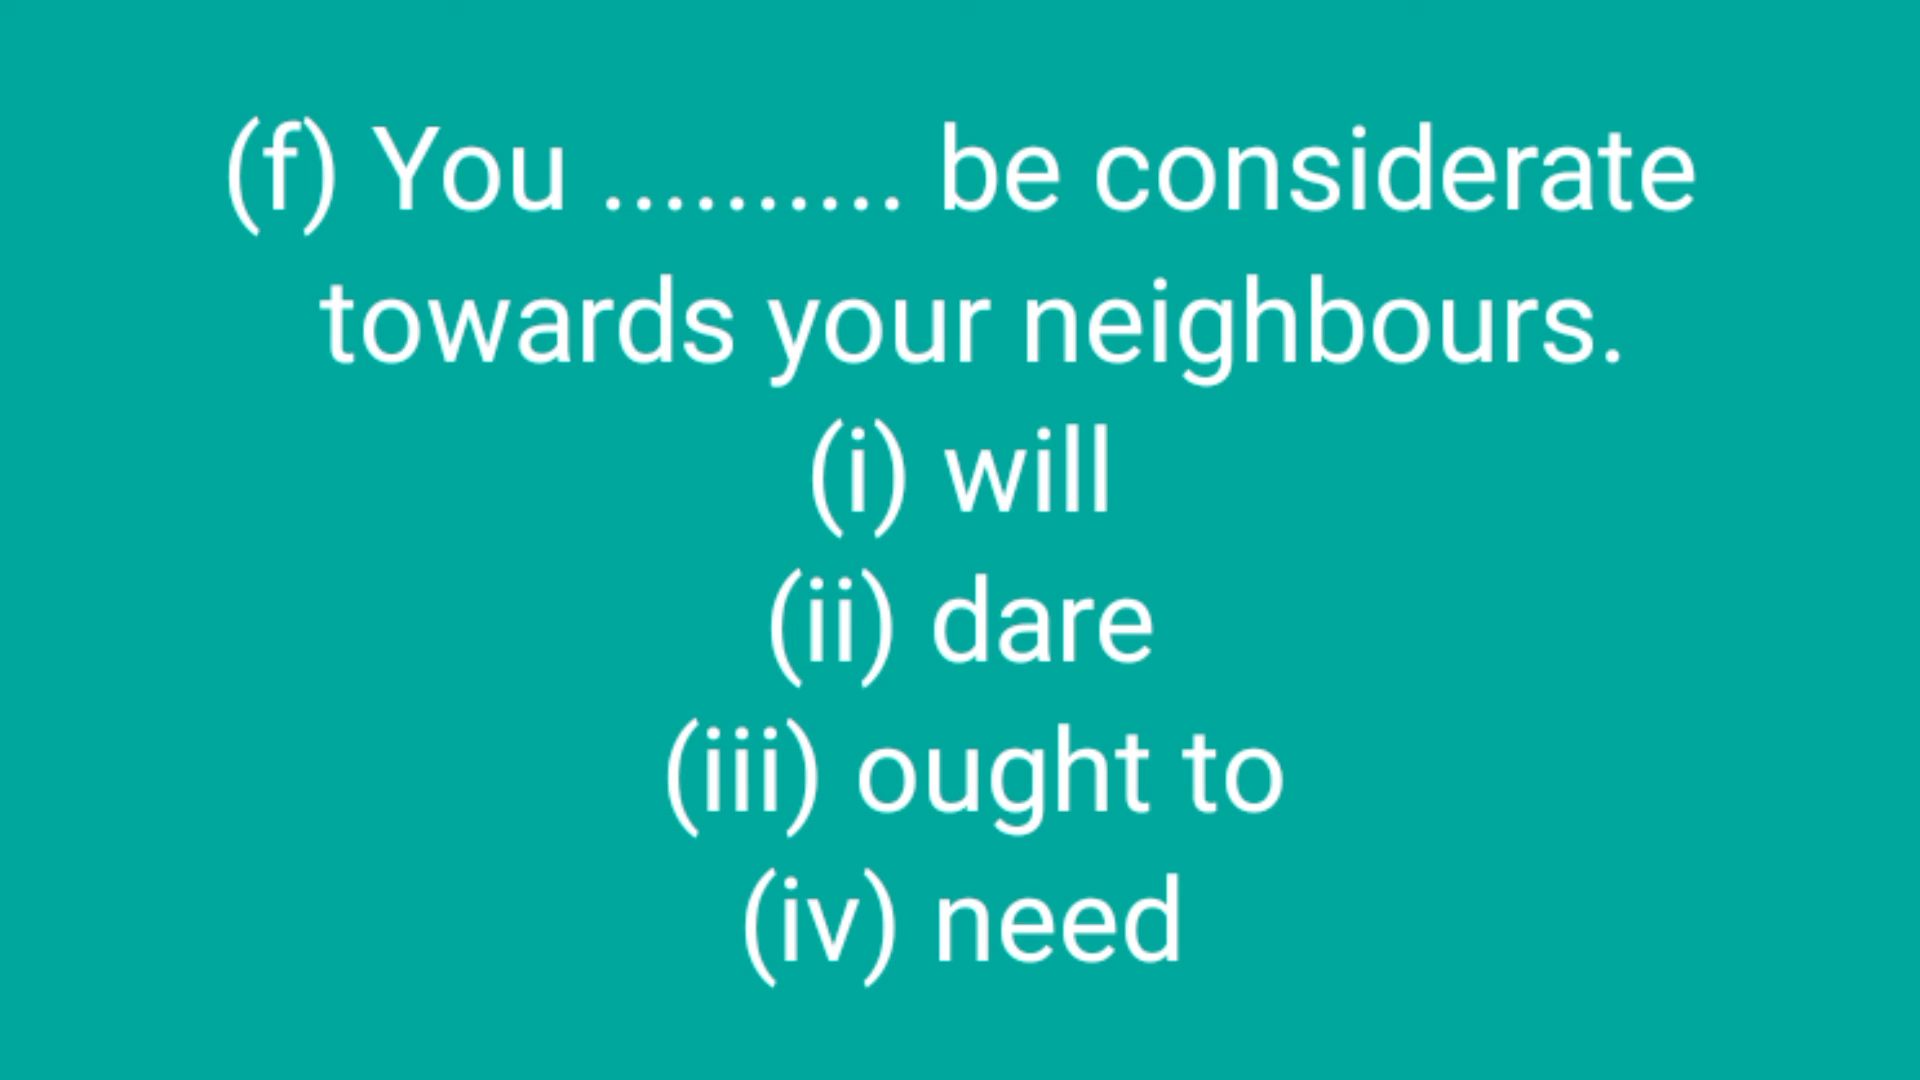 (f) You .......... be considerate
towards your neighbours.
(i) will
(ii) dare
(iii) ought to
(iv) need